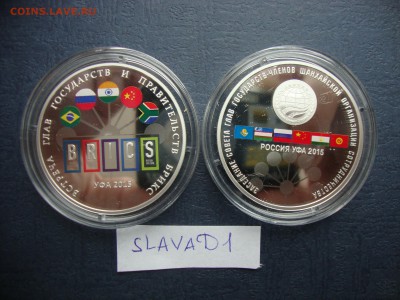 COINS.LAVE.RU
ВСТРЕЧА ГЛАВ ГОСУДАРСТВ И ПРАВИТЕЛЬСТВ БРИКС
BRICS
УФА 2015
ЗАСЕДАНИЕ СОВЕТА ГЛАВ ГОСУДАРСТВ-ЧЛЕНОВ ШАНХАЙСКОЙ ОРГАНИЗАЦИИ СОТРУДНИЧЕСТВА
РОССИЯ·УФА 2015
SLAVAD1